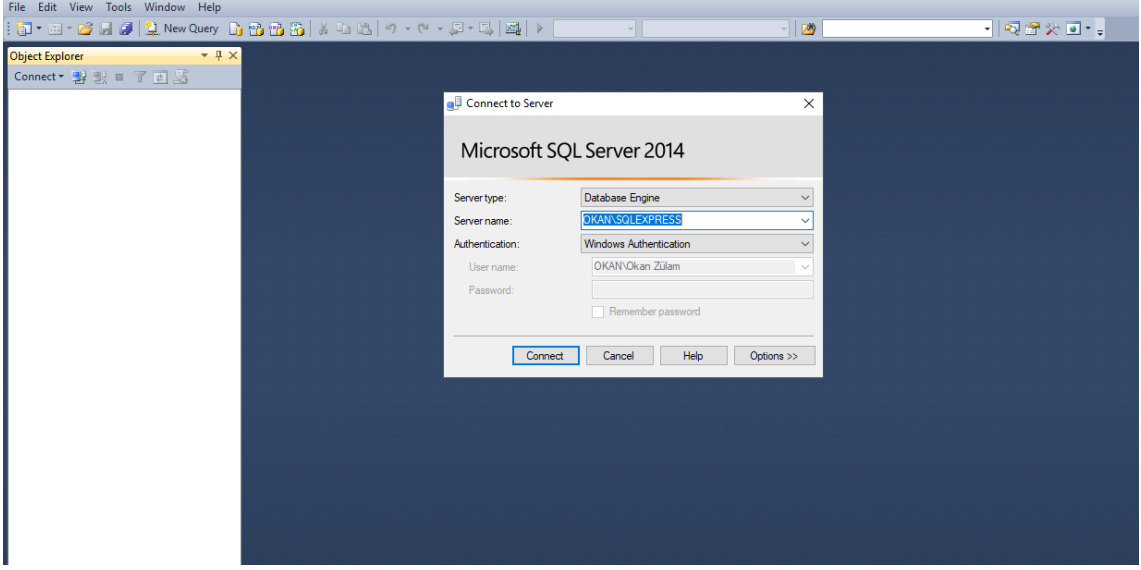 File Edit View Tools Window Help
New Query
Object Explorer
Connect
Connect to Server
Microsoft SQL Server 2014
Server type: Database Engine
Server name: OKAN\SQLEXPRESS
Authentication: Windows Authentication
User name: OKAN\Okan Zülam
Password:
Remember password
Connect Cancel Help Options >>